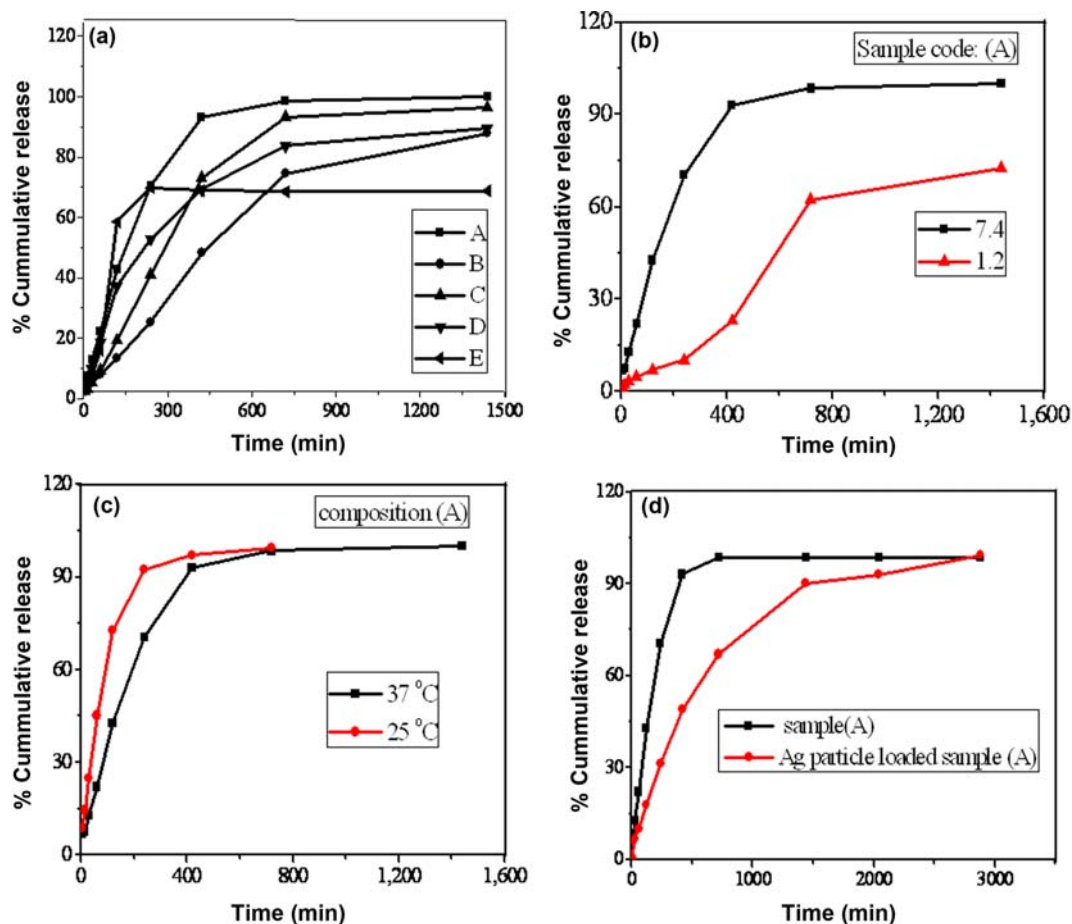 (a)
% Cummulative release
120
100
80
60
40
20
0
A
B
C
D
E
0 300 600 900 1200 1500
Time (min)
(b)
Sample code: (A)
% Cummulative release
120
90
60
30
0
7.4
1.2
0 400 800 1,200 1,600
Time (min)
(c)
composition (A)
% Cummulative release
120
90
60
30
0
37 °C
25 °C
0 400 800 1,200 1,600
Time (min)
(d)
% Cummulative release
120
90
60
30
0
sample(A)
Ag particle loaded sample (A)
0 1000 2000 3000
Time (min)